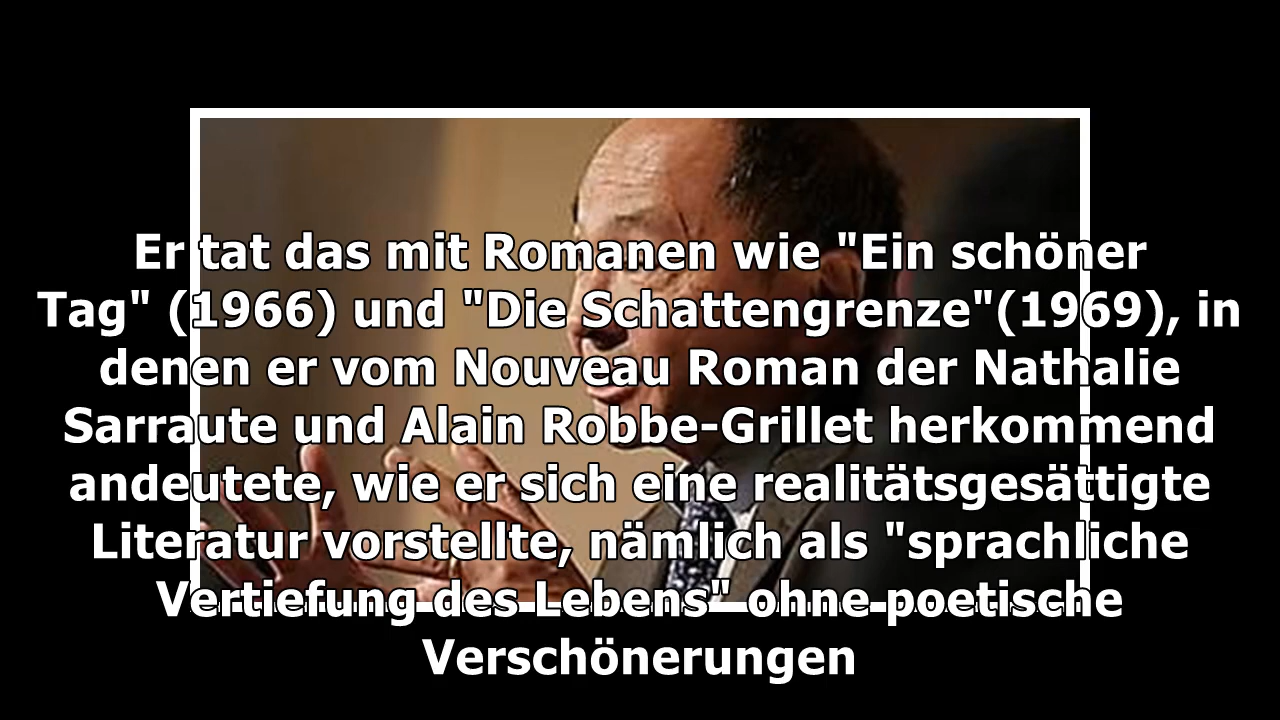 Er tat das mit Romanen wie "Ein schöner
Tag" (1966) und "Die Schattengrenze"(1969), in
denen er vom Nouveau Roman der Nathalie
Sarraute und Alain Robbe-Grillet herkommend
andeutete, wie er sich eine realitätsgesättigte
Literatur vorstellte, nämlich als "sprachliche
Vertiefung des Lebens" ohne poetische
Verschönerungen